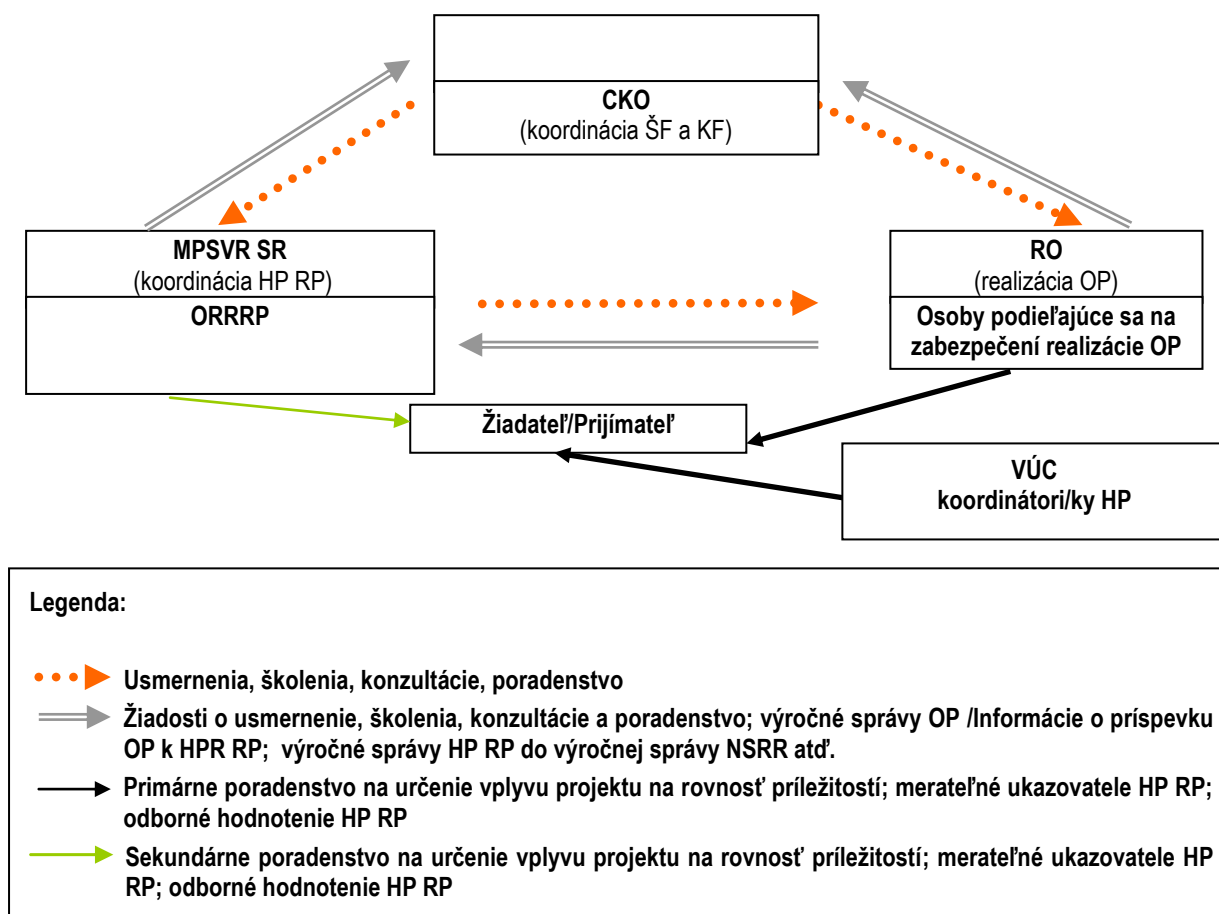 CKO
(koordinácia ŠF a KF)
MPSVR SR
(koordinácia HP RP)
ORRRP
RO
(realizácia OP)
Osoby podieľajúce sa na
zabezpečení realizácie OP
Žiadateľ/Prijímateľ
VÚC
koordinátori/ky HP
Legenda:
Usmernenia, školenia, konzultácie, poradenstvo
Žiadosti o usmernenie, školenia, konzultácie a poradenstvo; výročné správy OP /Informácie o príspevku
OP k HPR RP; výročné správy HP RP do výročnej správy NSRR atď.
Primárne poradenstvo na určenie vplyvu projektu na rovnosť príležitostí; merateľné ukazovatele HP RP;
odborné hodnotenie HP RP
Sekundárne poradenstvo na určenie vplyvu projektu na rovnosť príležitostí; merateľné ukazovatele HP
RP; odborné hodnotenie HP RP